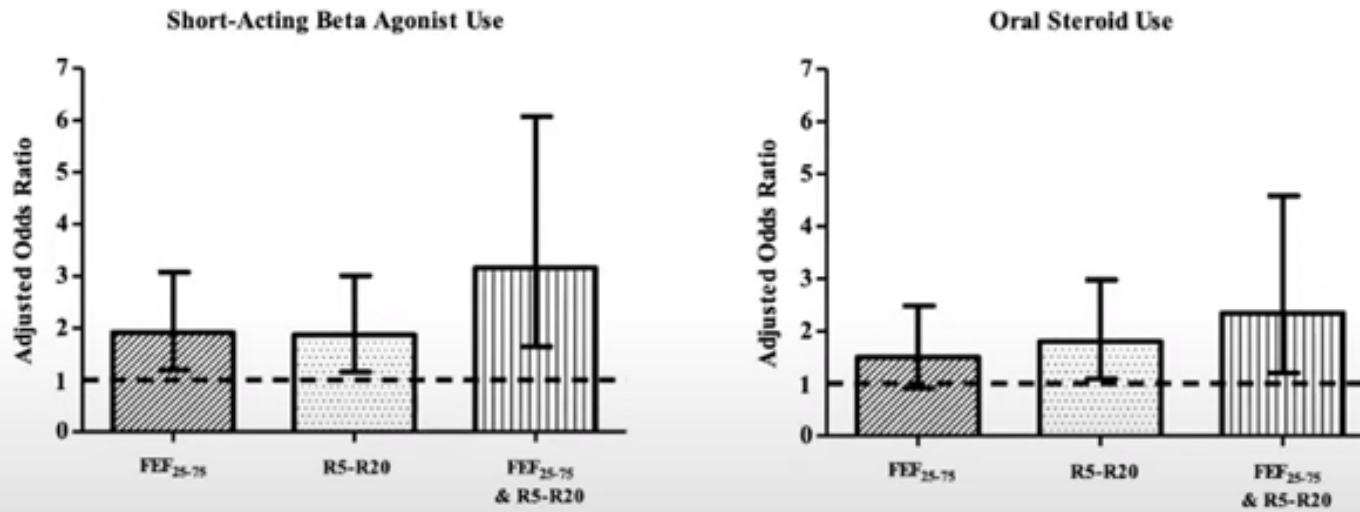 Short-Acting Beta Agonist Use
Adjusted Odds Ratio
7
6
5
4
3
2
1
0
FEF25-75
R5-R20
FEF25-75
& R5-R20
Oral Steroid Use
Adjusted Odds Ratio
7
6
5
4
3
2
1
0
FEF25-75
R5-R20
FEF25-75
& R5-R20